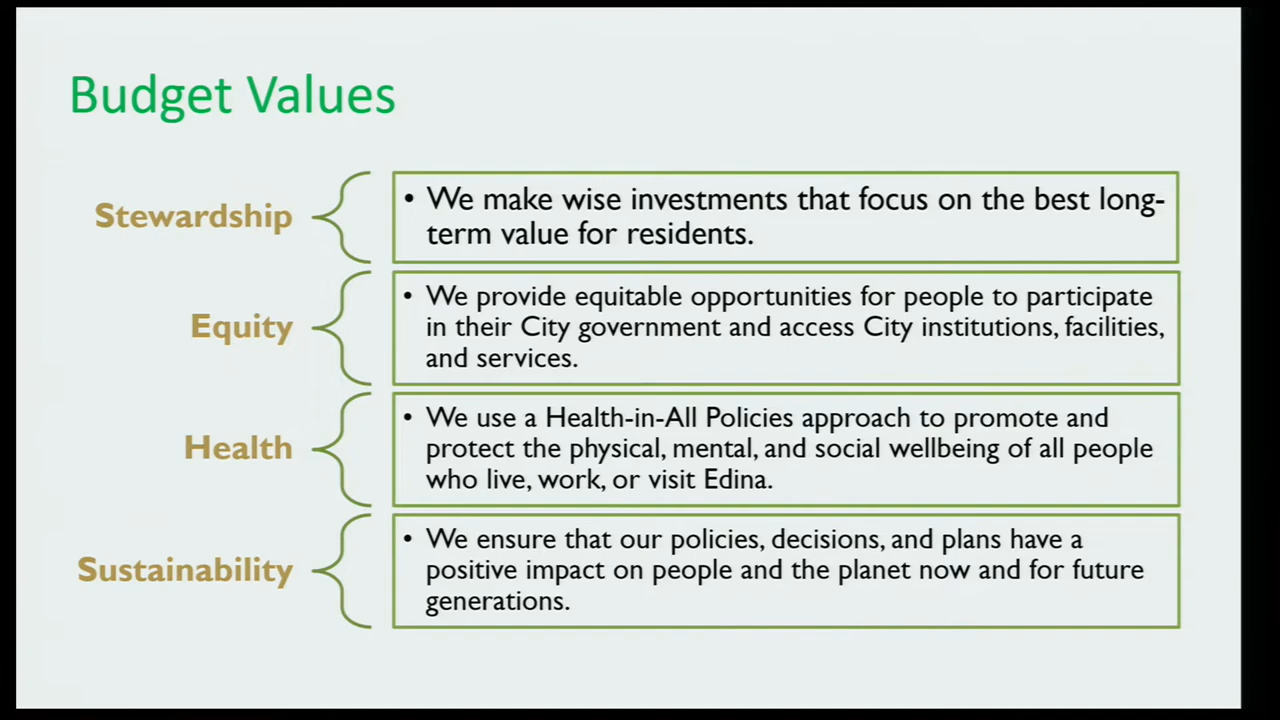 Budget Values
Stewardship
• We make wise investments that focus on the best long-
term value for residents.
Equity
• We provide equitable opportunities for people to participate
in their City government and access City institutions, facilities,
and services.
Health
• We use a Health-in-All Policies approach to promote and
protect the physical, mental, and social wellbeing of all people
who live, work, or visit Edina.
Sustainability
• We ensure that our policies, decisions, and plans have a
positive impact on people and the planet now and for future
generations.